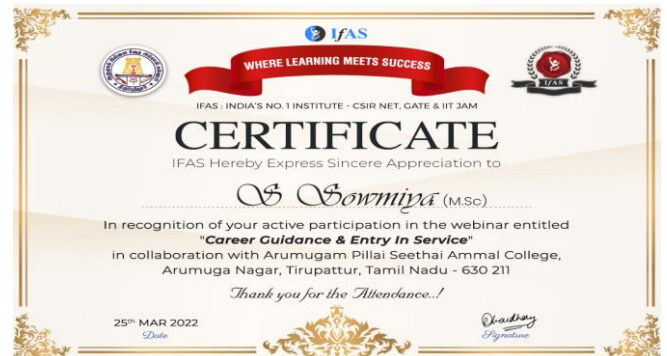 IFAS
WHERE LEARNING MEETS SUCCESS
IFAS
IFAS : INDIA'S NO. 1 INSTITUTE - CSIR NET, GATE & IIT JAM
CERTIFICATE
IFAS Hereby Express Sincere Appreciation to
S Sowmiya (M.Sc)
In recognition of your active participation in the webinar entitled
"Career Guidance & Entry In Service"
in collaboration with Arumugam Pillai Seethai Ammal College,
Arumuga Nagar, Tirupattur, Tamil Nadu - 630 211
Thank you for the Attendance..!
25th MAR 2022
Date
Chaudhary
Signature